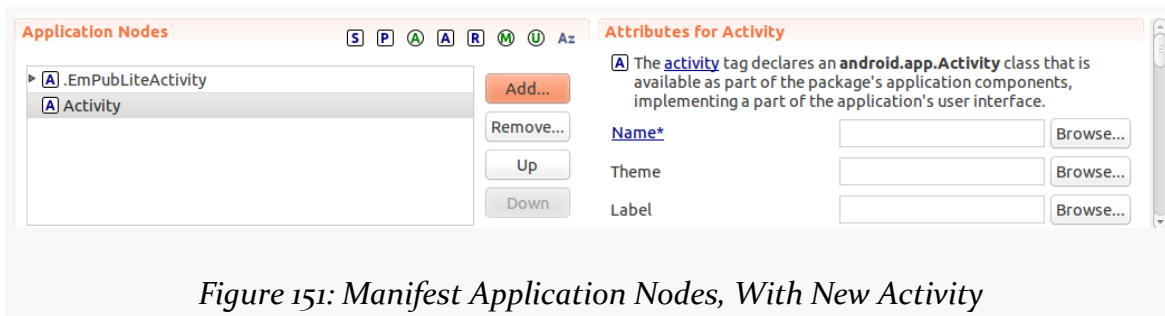 Application Nodes
S P A A R M U Az
.EmPubLiteActivity
A Activity
Add...
Remove...
Up
Down
Attributes for Activity
A The activity tag declares an android.app.Activity class that is
available as part of the package's application components,
implementing a part of the application's user interface.
Name* Browse...
Theme Browse...
Label Browse...
Figure 151: Manifest Application Nodes, With New Activity